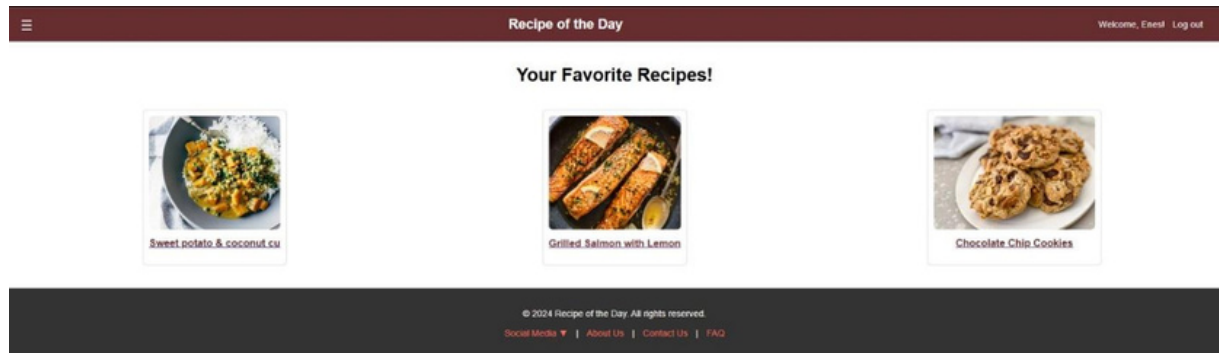 ☰ Recipe of the Day Welcome, Enes! Log out
Your Favorite Recipes!
Sweet potato & coconut cu
Grilled Salmon with Lemon
Chocolate Chip Cookies
© 2024 Recipe of the Day. All rights reserved.
Social Media ▼ | About Us | Contact Us | FAQ